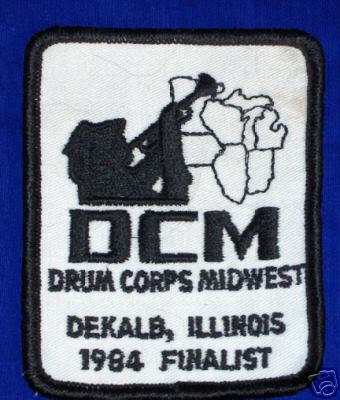 DCM
DRUM CORPS MIDWEST
DEKALB, ILLINOIS
1984 FINALIST